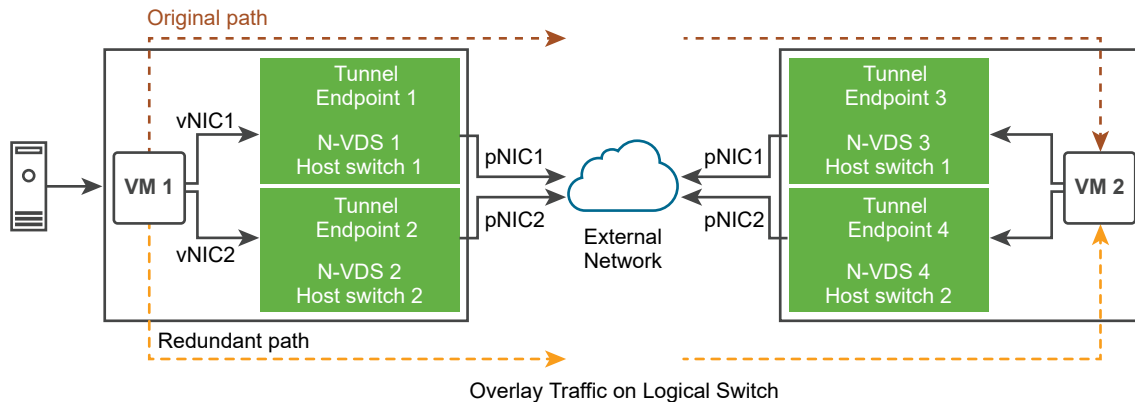 Original path
Tunnel
Endpoint 1
N-VDS 1
Host switch 1
vNIC1
pNIC1
VM 1
Tunnel
Endpoint 2
N-VDS 2
Host switch 2
vNIC2
pNIC2
External
Network
Tunnel
Endpoint 3
N-VDS 3
Host switch 1
pNIC1
VM 2
Tunnel
Endpoint 4
N-VDS 4
Host switch 2
pNIC2
Redundant path
Overlay Traffic on Logical Switch